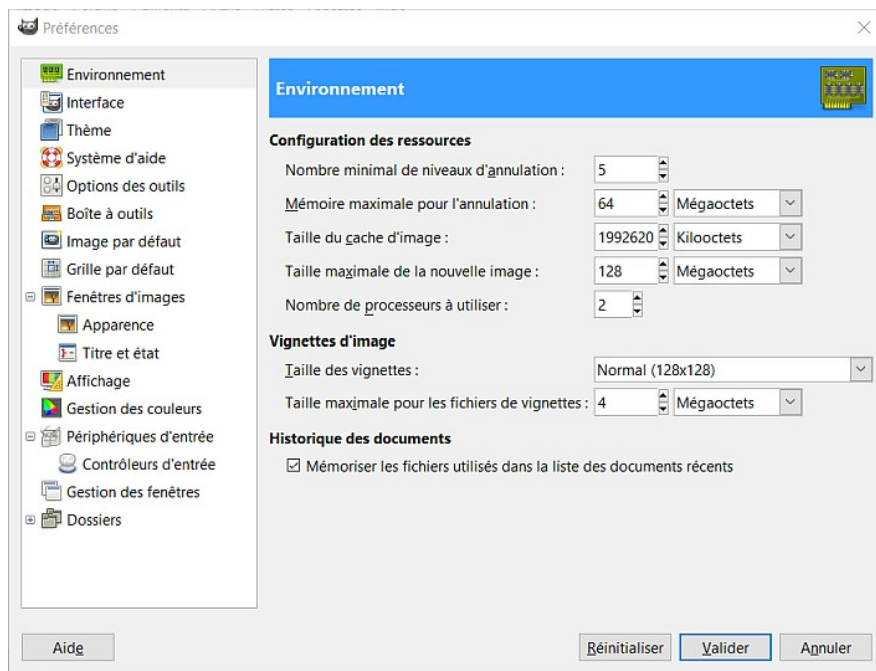 Préférences
Environnement
Interface
Thème
Système d'aide
Options des outils
Boîte à outils
Image par défaut
Grille par défaut
Fenêtres d'images
Apparence
Titre et état
Affichage
Gestion des couleurs
Périphériques d'entrée
Contrôleurs d'entrée
Gestion des fenêtres
Dossiers
Environnement
Configuration des ressources
Nombre minimal de niveaux d'annulation : 5
Mémoire maximale pour l'annulation : 64 Mégaoctets
Taille du cache d'image : 1992620 Kilooctets
Taille maximale de la nouvelle image : 128 Mégaoctets
Nombre de processeurs à utiliser : 2
Vignettes d'image
Taille des vignettes : Normal (128x128)
Taille maximale pour les fichiers de vignettes : 4 Mégaoctets
Historique des documents
Mémoriser les fichiers utilisés dans la liste des documents récents
Aide Réinitialiser Valider Annuler